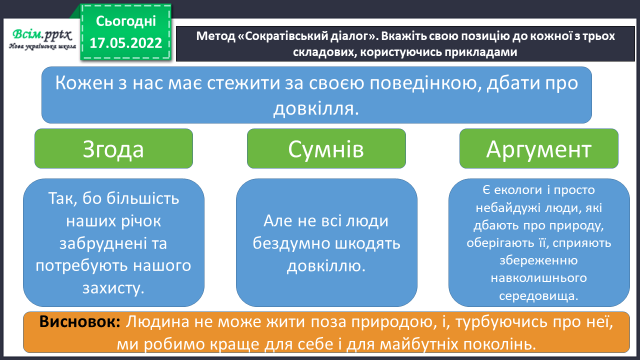 Всім.pptx
Нова українська школа
Сьогодні
17.05.2022
Метод «Сократівський діалог». Вкажіть свою позицію до кожної з трьох
складових, користуючись прикладами
Кожен з нас має стежити за своєю поведінкою, дбати про
довкілля.
Згода
Сумнів
Аргумент
Так, бо більшість
наших річок
забруднені та
потребують нашого
захисту.
Але не всі люди
бездумно шкодять
довкіллю.
Є екологи і просто
небайдужі люди, які
дбають про природу,
оберігають її, сприяють
збереженню
навколишнього
середовища.
Висновок: Людина не може жити поза природою, і, турбуючись про неї,
ми робимо краще для себе і для майбутніх поколінь.